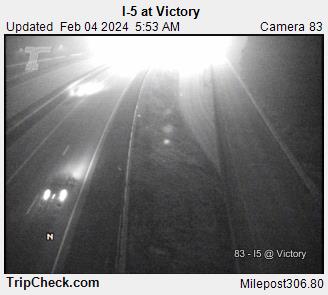 I-5 at Victory
Updated Feb 04 2024 5:53 AM Camera 83
T
N
83 - I5 @ Victory
TripCheck.com Milepost306.80